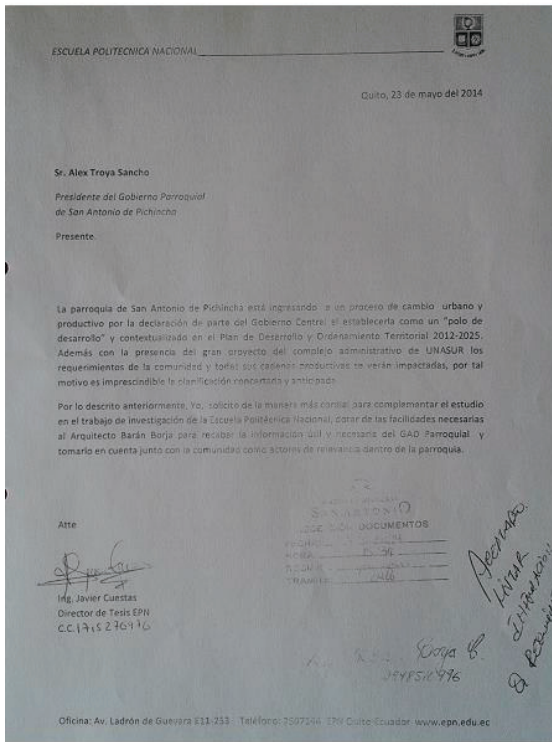 ESCUELA POLITECNICA NACIONAL
Quito, 23 de mayo del 2014
Sr. Alex Troya Sancho
Presidente del Gobierno Parroquial
de San Antonio de Pichincha
Presente.
La parroquia de San Antonio de Pichincha está ingresando a un proceso de cambio urbano y
productivo por la declaración de parte del Gobierno Central el establecerla como un "polo de
desarrollo" y contextualizado en el Plan de Desarrollo y Ordenamiento Territorial 2012-2025.
Además con la presencia del gran proyecto del complejo administrativo de UNASUR los
requerimientos de la comunidad y todas sus cadenas productivas se verán impactadas, por tal
motivo es imprescindible la planificación concertada y anticipada.
Por lo descrito anteriormente, Yo, solicito de la manera más cordial para complementar el estudio
en el trabajo de investigación de la Escuela Politécnica Nacional, dotar de las facilidades necesarias
al Arquitecto Barán Borja para recabar la información útil y necesaria del GAD Parroquial y
tomarlo en cuenta junto con la comunidad como actores de relevancia dentro de la parroquia.
SAN ANTONIO
DOCUMENTOS
Atte
HORA
Ing. Javier Cuestas
Director de Tesis EPN
C.C.
Borja
Oficina: Av. Ladrón de Guevara E11-253 Teléfono: Quito-Ecuador www.epn.edu.ec